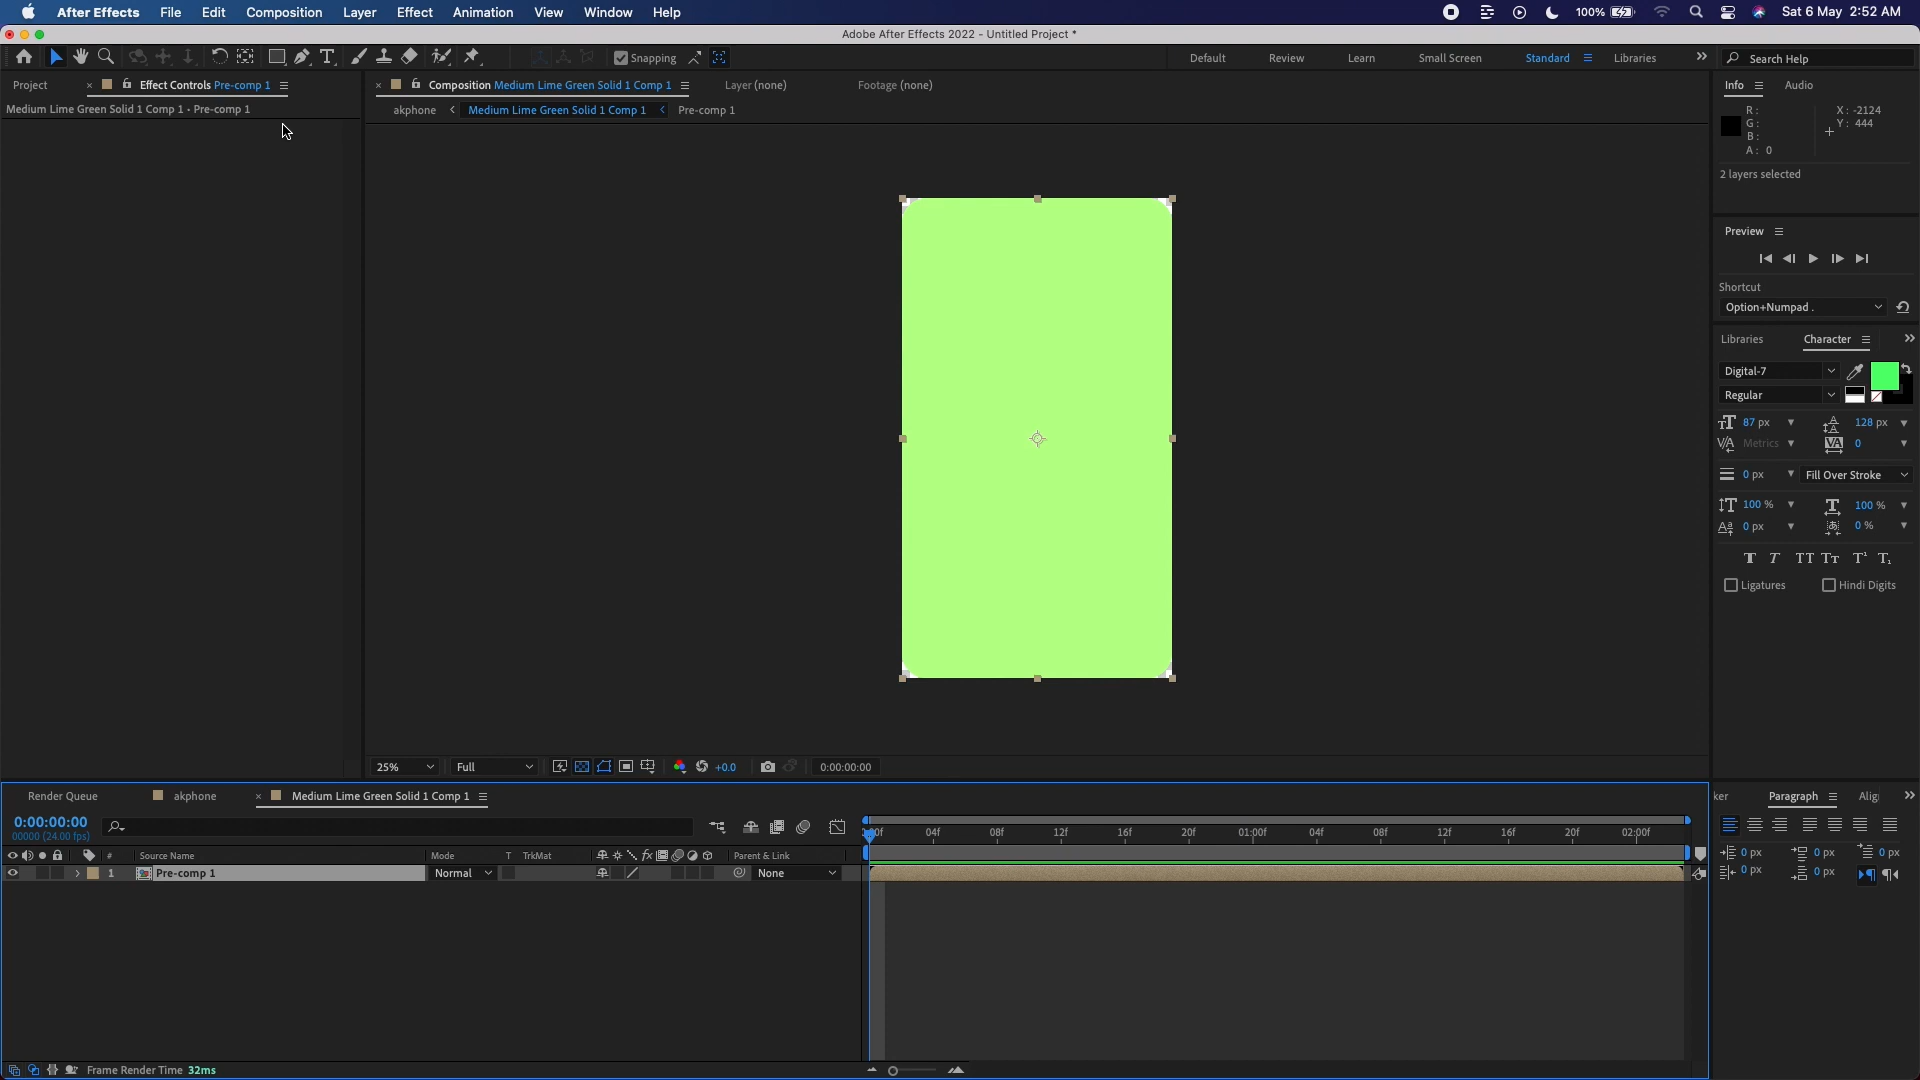 After Effects File Edit Composition Layer Effect Animation View Window Help 100% Sat 6 May 2:52 AM
Adobe After Effects 2022 - Untitled Project *
Snapping Default Review Learn Small Screen Standard Libraries Search Help
Project Effect Controls Pre-comp 1 Composition Medium Lime Green Solid 1 Comp 1 Layer (none) Footage (none) Info Audio
Medium Lime Green Solid 1 Comp 1 • Pre-comp 1 akphone Medium Lime Green Solid 1 Comp 1 Pre-comp 1
R: X: -2124
G: Y: 444
B:
A: 0
2 layers selected
Preview
Shortcut
Option+Numpad .
Libraries Character
Digital-7
Regular
87 px 128 px
Metrics 0
0 px Fill Over Stroke
100 % 100 %
0 px 0 %
T T TT Tт T¹ T₁
Ligatures Hindi Digits
25% Full +0.0 0:00:00:00
Render Queue akphone Medium Lime Green Solid 1 Comp 1 ker Paragraph Alig
0:00:00:00
00000 (24.00 fps)
04f 08f 12f 16f 20f 01:00f 04f 08f 12f 16f 20f 02:00f
# Source Name Mode T TrkMat fx Parent & Link
1 Pre-comp 1 Normal None
0 px 0 px 0 px
0 px 0 px
Frame Render Time 32ms